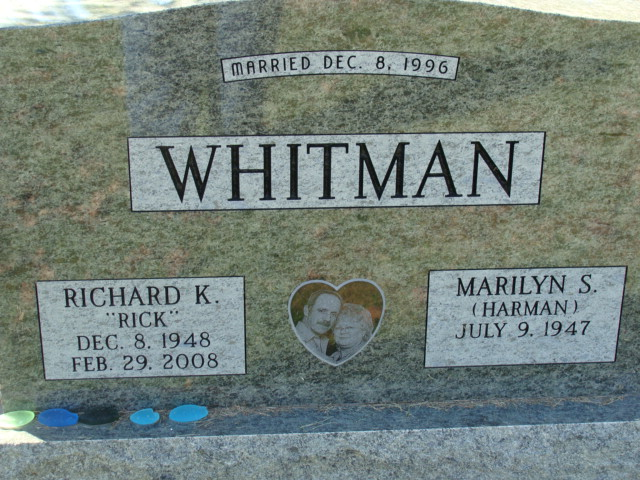 MARRIED DEC. 8, 1996
WHITMAN
RICHARD K.
"RICK"
DEC. 8, 1948
FEB. 29, 2008
MARILYN S.
(HARMAN)
JULY 9, 1947